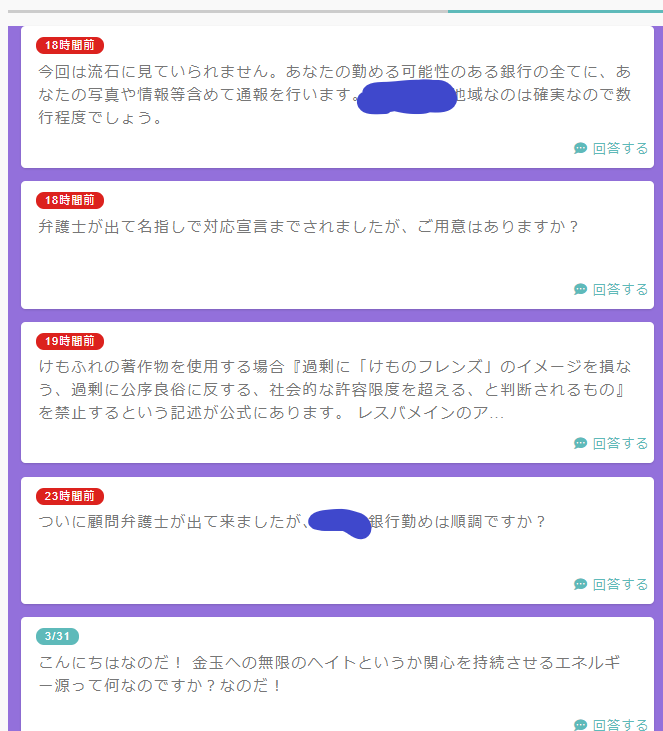 18時間前
今回は流石に見ていられません。あなたの勤める可能性のある銀行の全てに、あ
なたの写真や情報等含めて通報を行います。地域なのは確実なので数
行程度でしょう。
回答する
18時間前
弁護士が出て名指しで対応宣言までされましたが、ご用意はありますか？
回答する
19時間前
けもふれの著作物を使用する場合『過剰に「けものフレンズ」のイメージを損な
う、過剰に公序良俗に反する、社会的な許容限度を超える、と判断されるもの』
を禁止するという記述が公式にあります。 レスバメインのア...
回答する
23時間前
ついに顧問弁護士が出て来ましたが、銀行勤めは順調ですか？
回答する
3/31
こんにちはなのだ！ 金玉への無限のヘイトというか関心を持続させるエネルギ
ー源って何なのですか？なのだ！
回答する